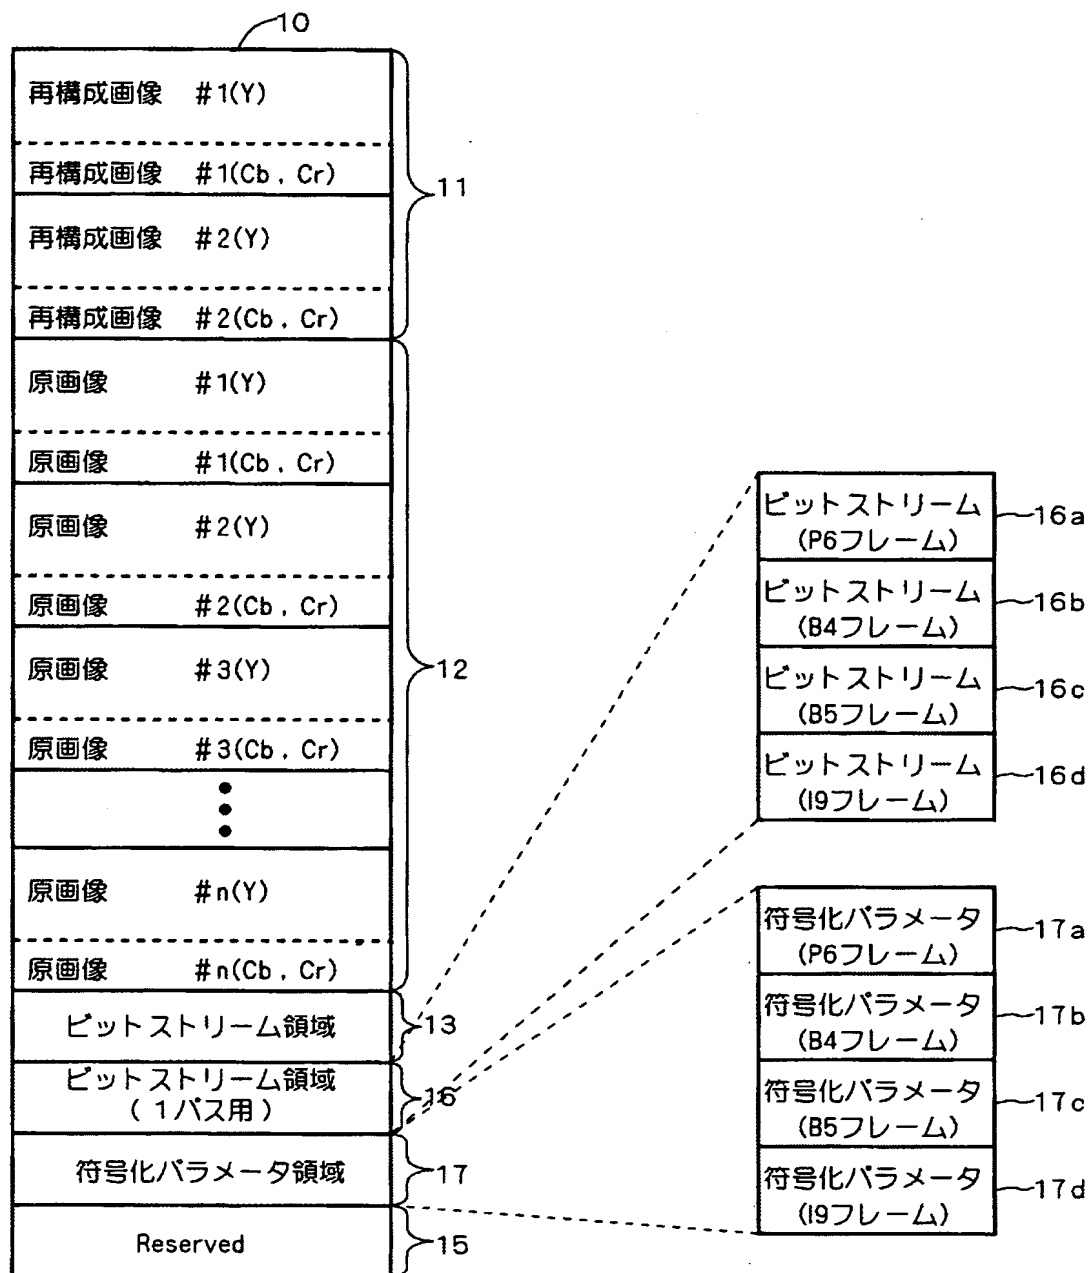 10
再構成画像 #1(Y)
再構成画像 #1(Cb, Cr)
11
再構成画像 #2(Y)
再構成画像 #2(Cb, Cr)
原画像 #1(Y)
原画像 #1(Cb, Cr)
原画像 #2(Y)
原画像 #2(Cb, Cr)
原画像 #3(Y)
12
原画像 #3(Cb, Cr)
原画像 #n(Y)
原画像 #n(Cb, Cr)
ビットストリーム領域
13
ビットストリーム領域
(1パス用)
16
符号化パラメータ領域
17
Reserved
15
ビットストリーム
(P6フレーム)
16a
ビットストリーム
(B4フレーム)
16b
ビットストリーム
(B5フレーム)
16c
ビットストリーム
(I9フレーム)
16d
符号化パラメータ
(P6フレーム)
17a
符号化パラメータ
(B4フレーム)
17b
符号化パラメータ
(B5フレーム)
17c
符号化パラメータ
(I9フレーム)
17d